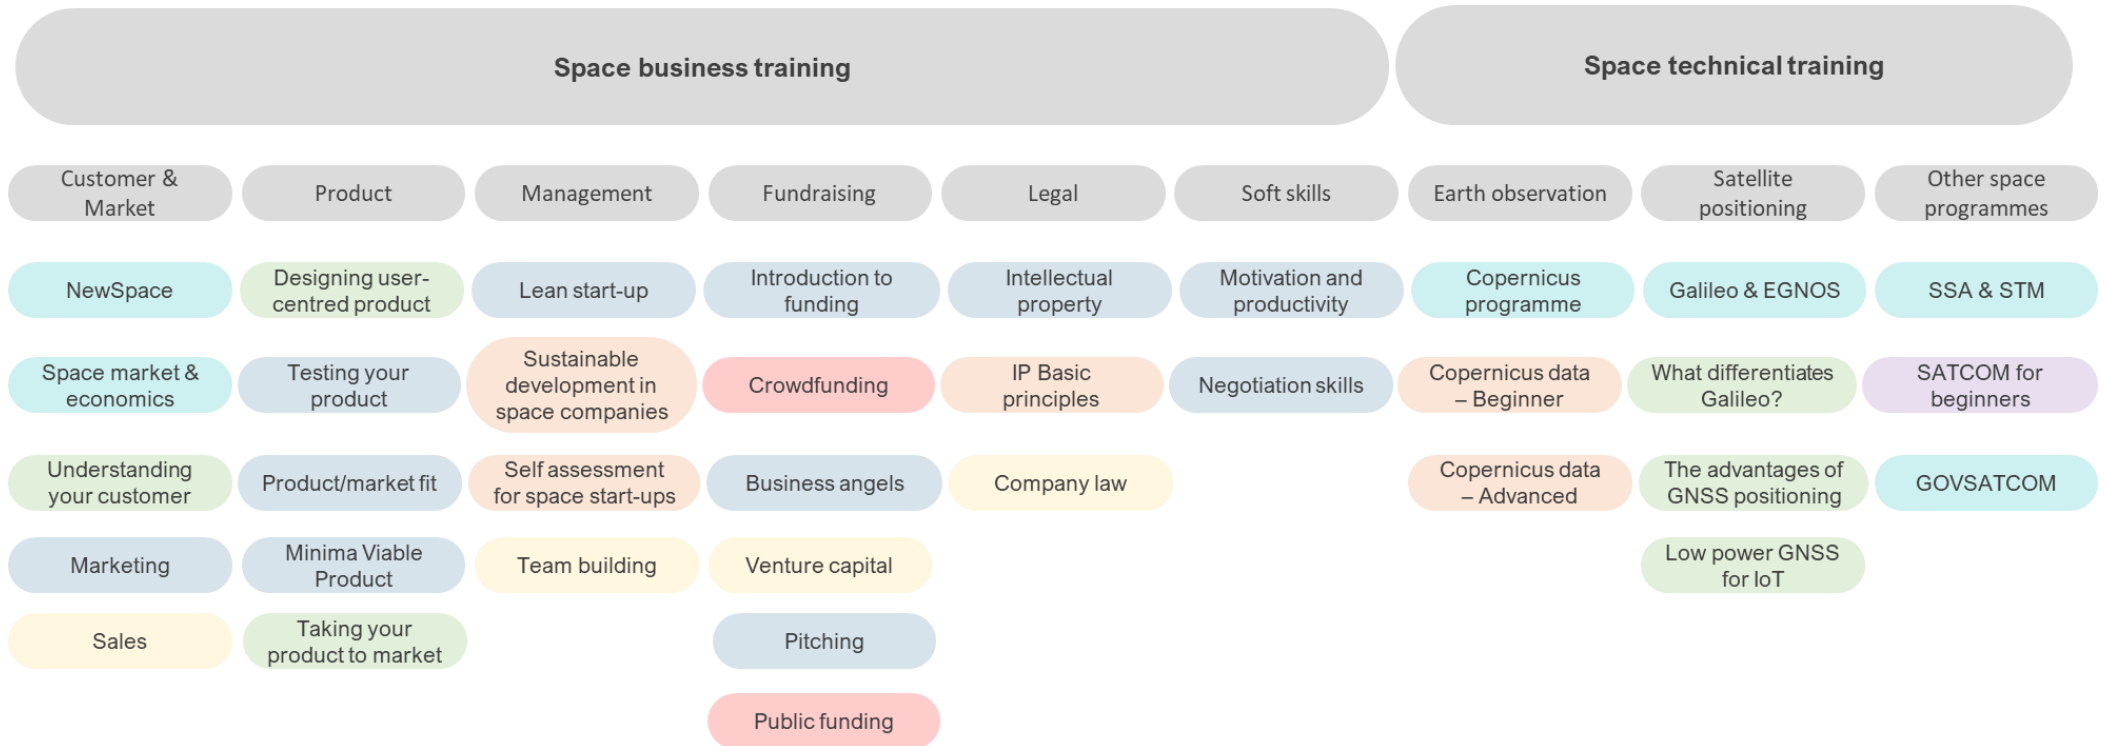 Space business training
Space technical training
Customer &
Market
Product
Management
Fundraising
Legal
Soft skills
Earth observation
Satellite
positioning
Other space
programmes
NewSpace
Designing user-
centred product
Lean start-up
Introduction to
funding
Intellectual
property
Motivation and
productivity
Copernicus
programme
Galileo & EGNOS
SSA & STM
Space market &
economics
Testing your
product
Sustainable
development in
space companies
Crowdfunding
IP Basic
principles
Negotiation skills
Copernicus data
– Beginner
What differentiates
Galileo?
SATCOM for
beginners
Understanding
your customer
Product/market fit
Self assessment
for space start-ups
Business angels
Company law
Copernicus data
– Advanced
The advantages of
GNSS positioning
GOVSATCOM
Marketing
Minima Viable
Product
Team building
Venture capital
Low power GNSS
for IoT
Sales
Taking your
product to market
Pitching
Public funding